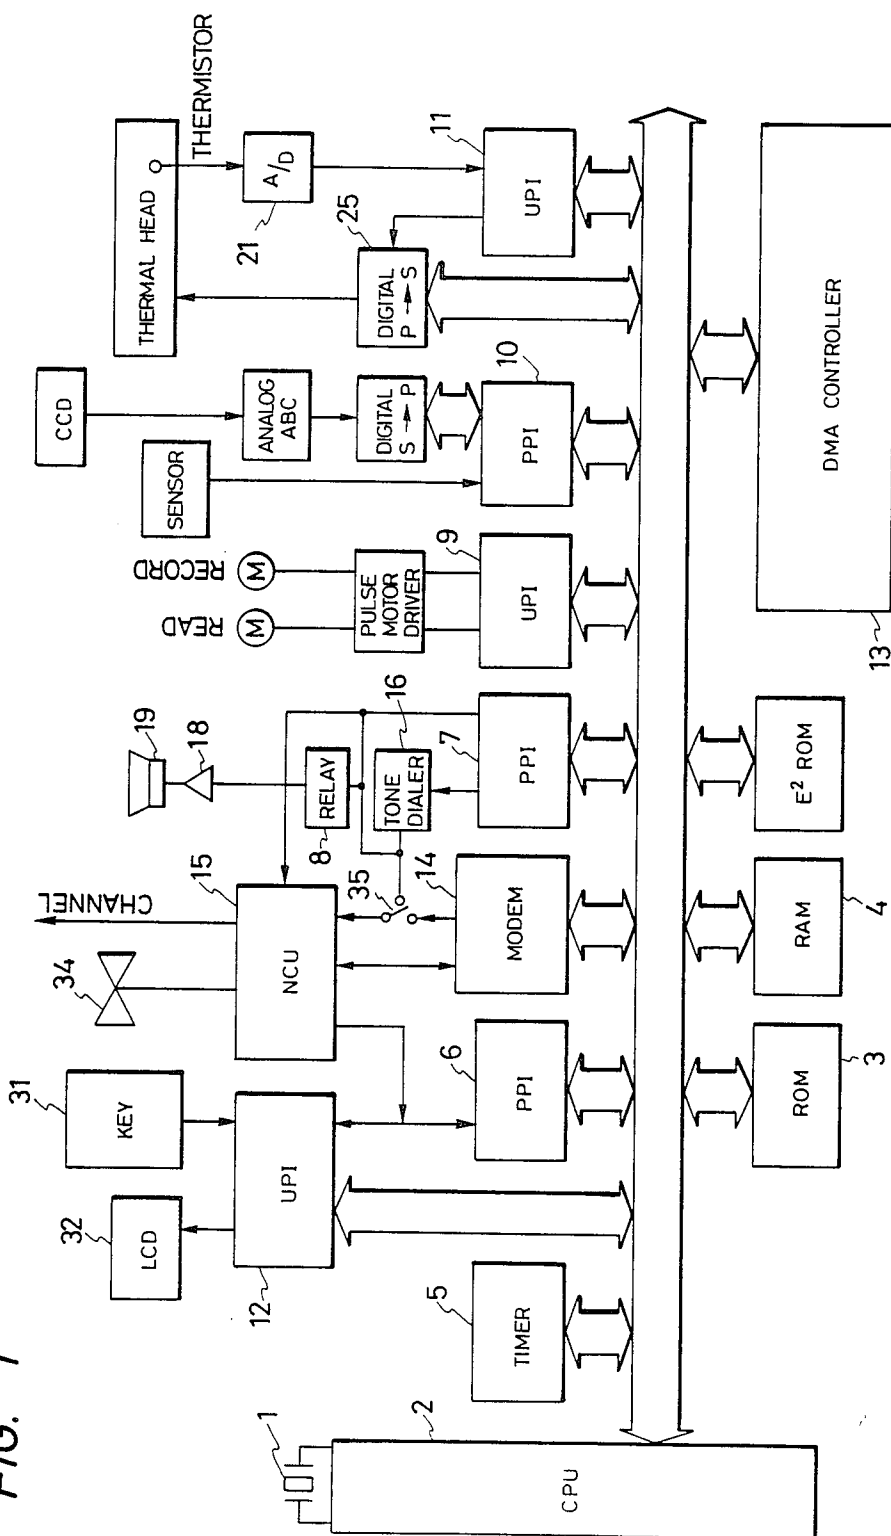 FIG. 1
CPU
1
2
TIMER
5
LCD
32
KEY
31
UPI
12
34
CHANNEL
NCU
15
35
PPI
6
MODEM
14
RELAY
8
TONE
DIALER
16
18
19
PPI
7
READ
RECORD
M
M
PULSE
MOTOR
DRIVER
UPI
9
SENSOR
CCD
ANALOG
ABC
DIGITAL
S → P
PPI
10
THERMAL HEAD
THERMISTOR
A/D
21
DIGITAL
P → S
25
UPI
11
ROM
3
RAM
4
E² ROM
DMA CONTROLLER
13